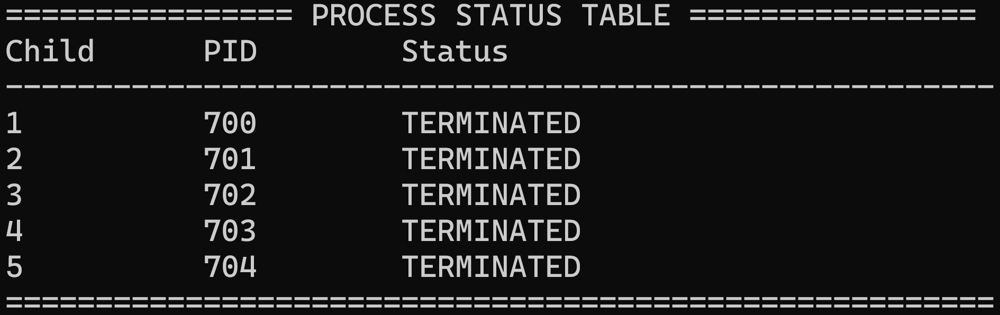 ================ PROCESS STATUS TABLE ================
Child      PID        Status
-------------------------------------------------------
1          700        TERMINATED
2          701        TERMINATED
3          702        TERMINATED
4          703        TERMINATED
5          704        TERMINATED
=======================================================